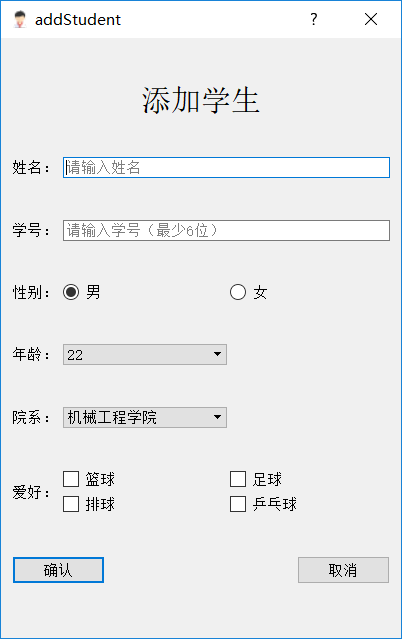 addStudent ?
添加学生
姓名： 请输入姓名
学号： 请输入学号（最少6位）
性别： 男 女
年龄： 22
院系： 机械工程学院
爱好： 篮球 足球
排球 乒乓球
确认 取消